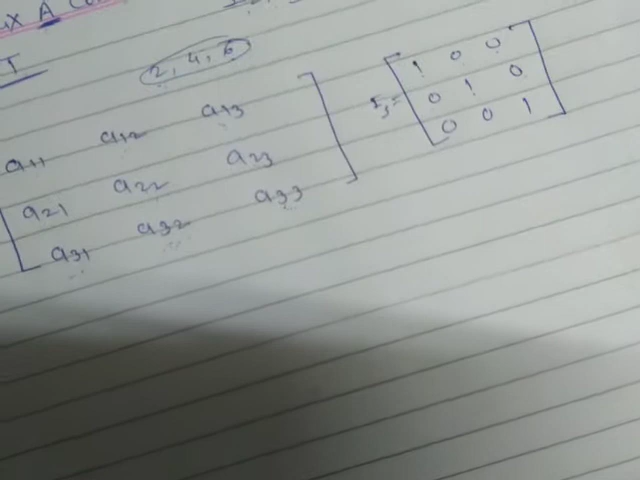 A
I
2, 4, 6
a11 a12 a13
a21 a22 a23
a31 a32 a33
I3 =
1 0 0
0 1 0
0 0 1